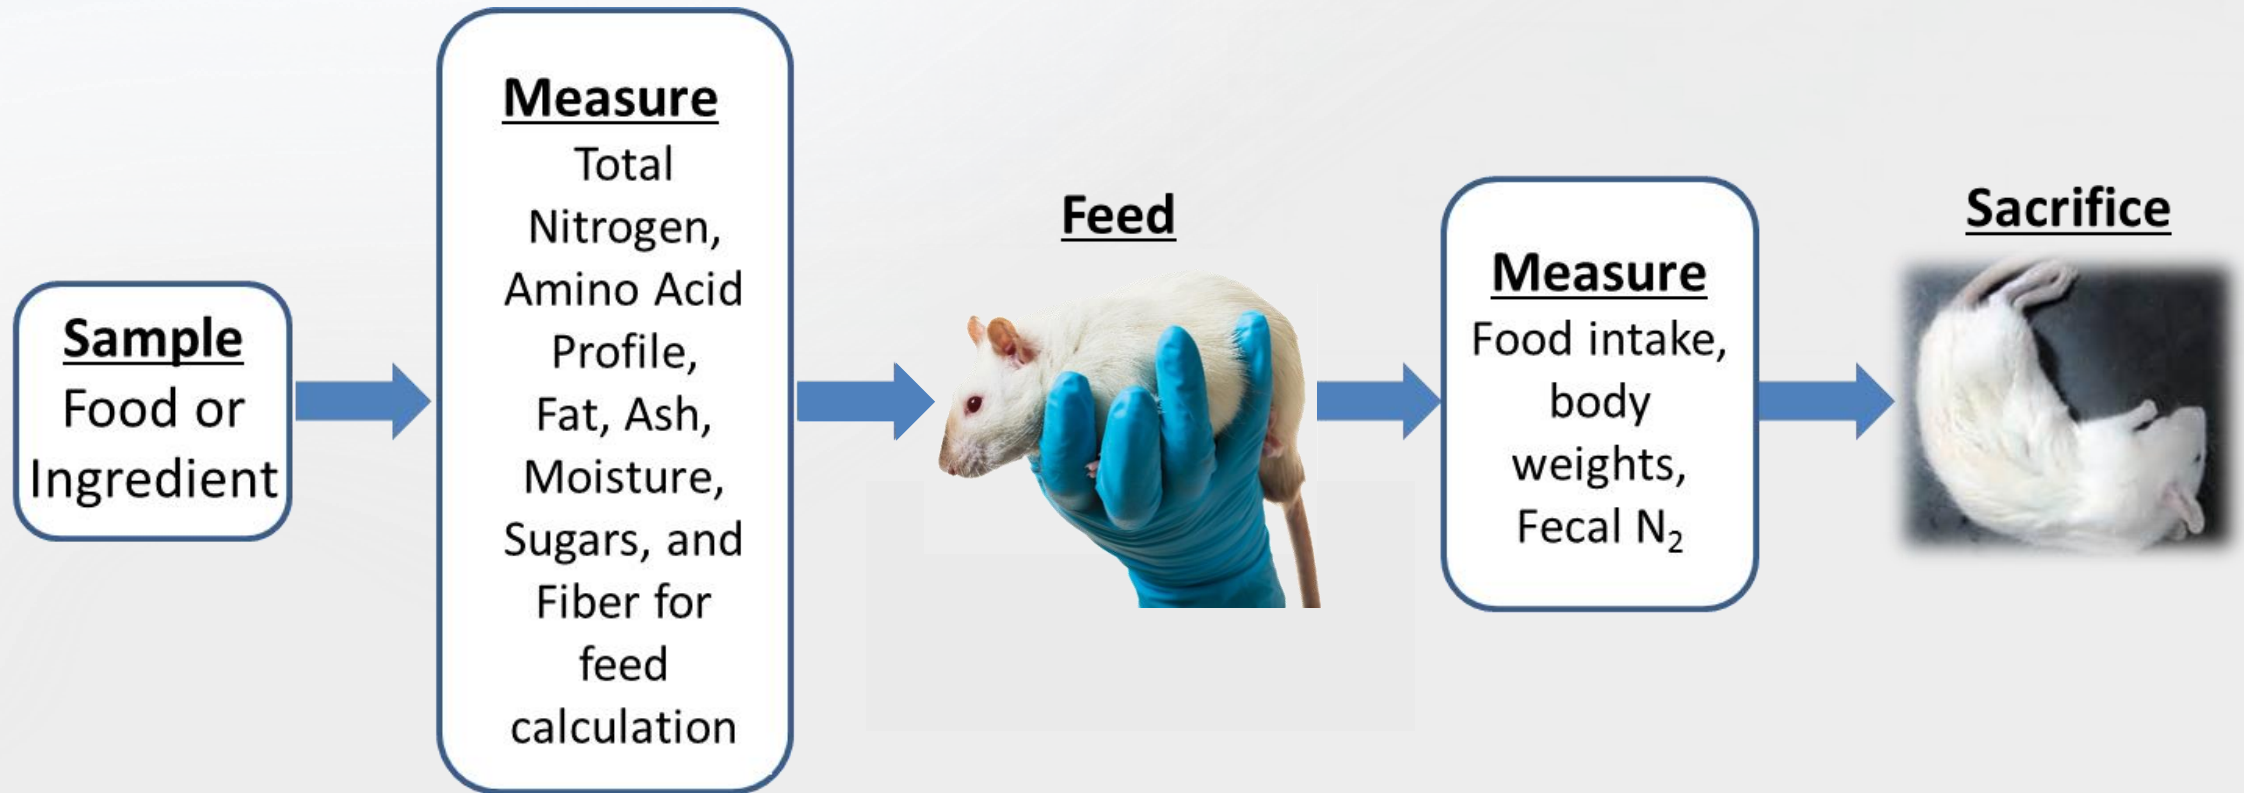 Sample
Food or
Ingredient
Measure
Total
Nitrogen,
Amino Acid
Profile,
Fat, Ash,
Moisture,
Sugars, and
Fiber for
feed
calculation
Feed
Measure
Food intake,
body
weights,
Fecal N₂
Sacrifice